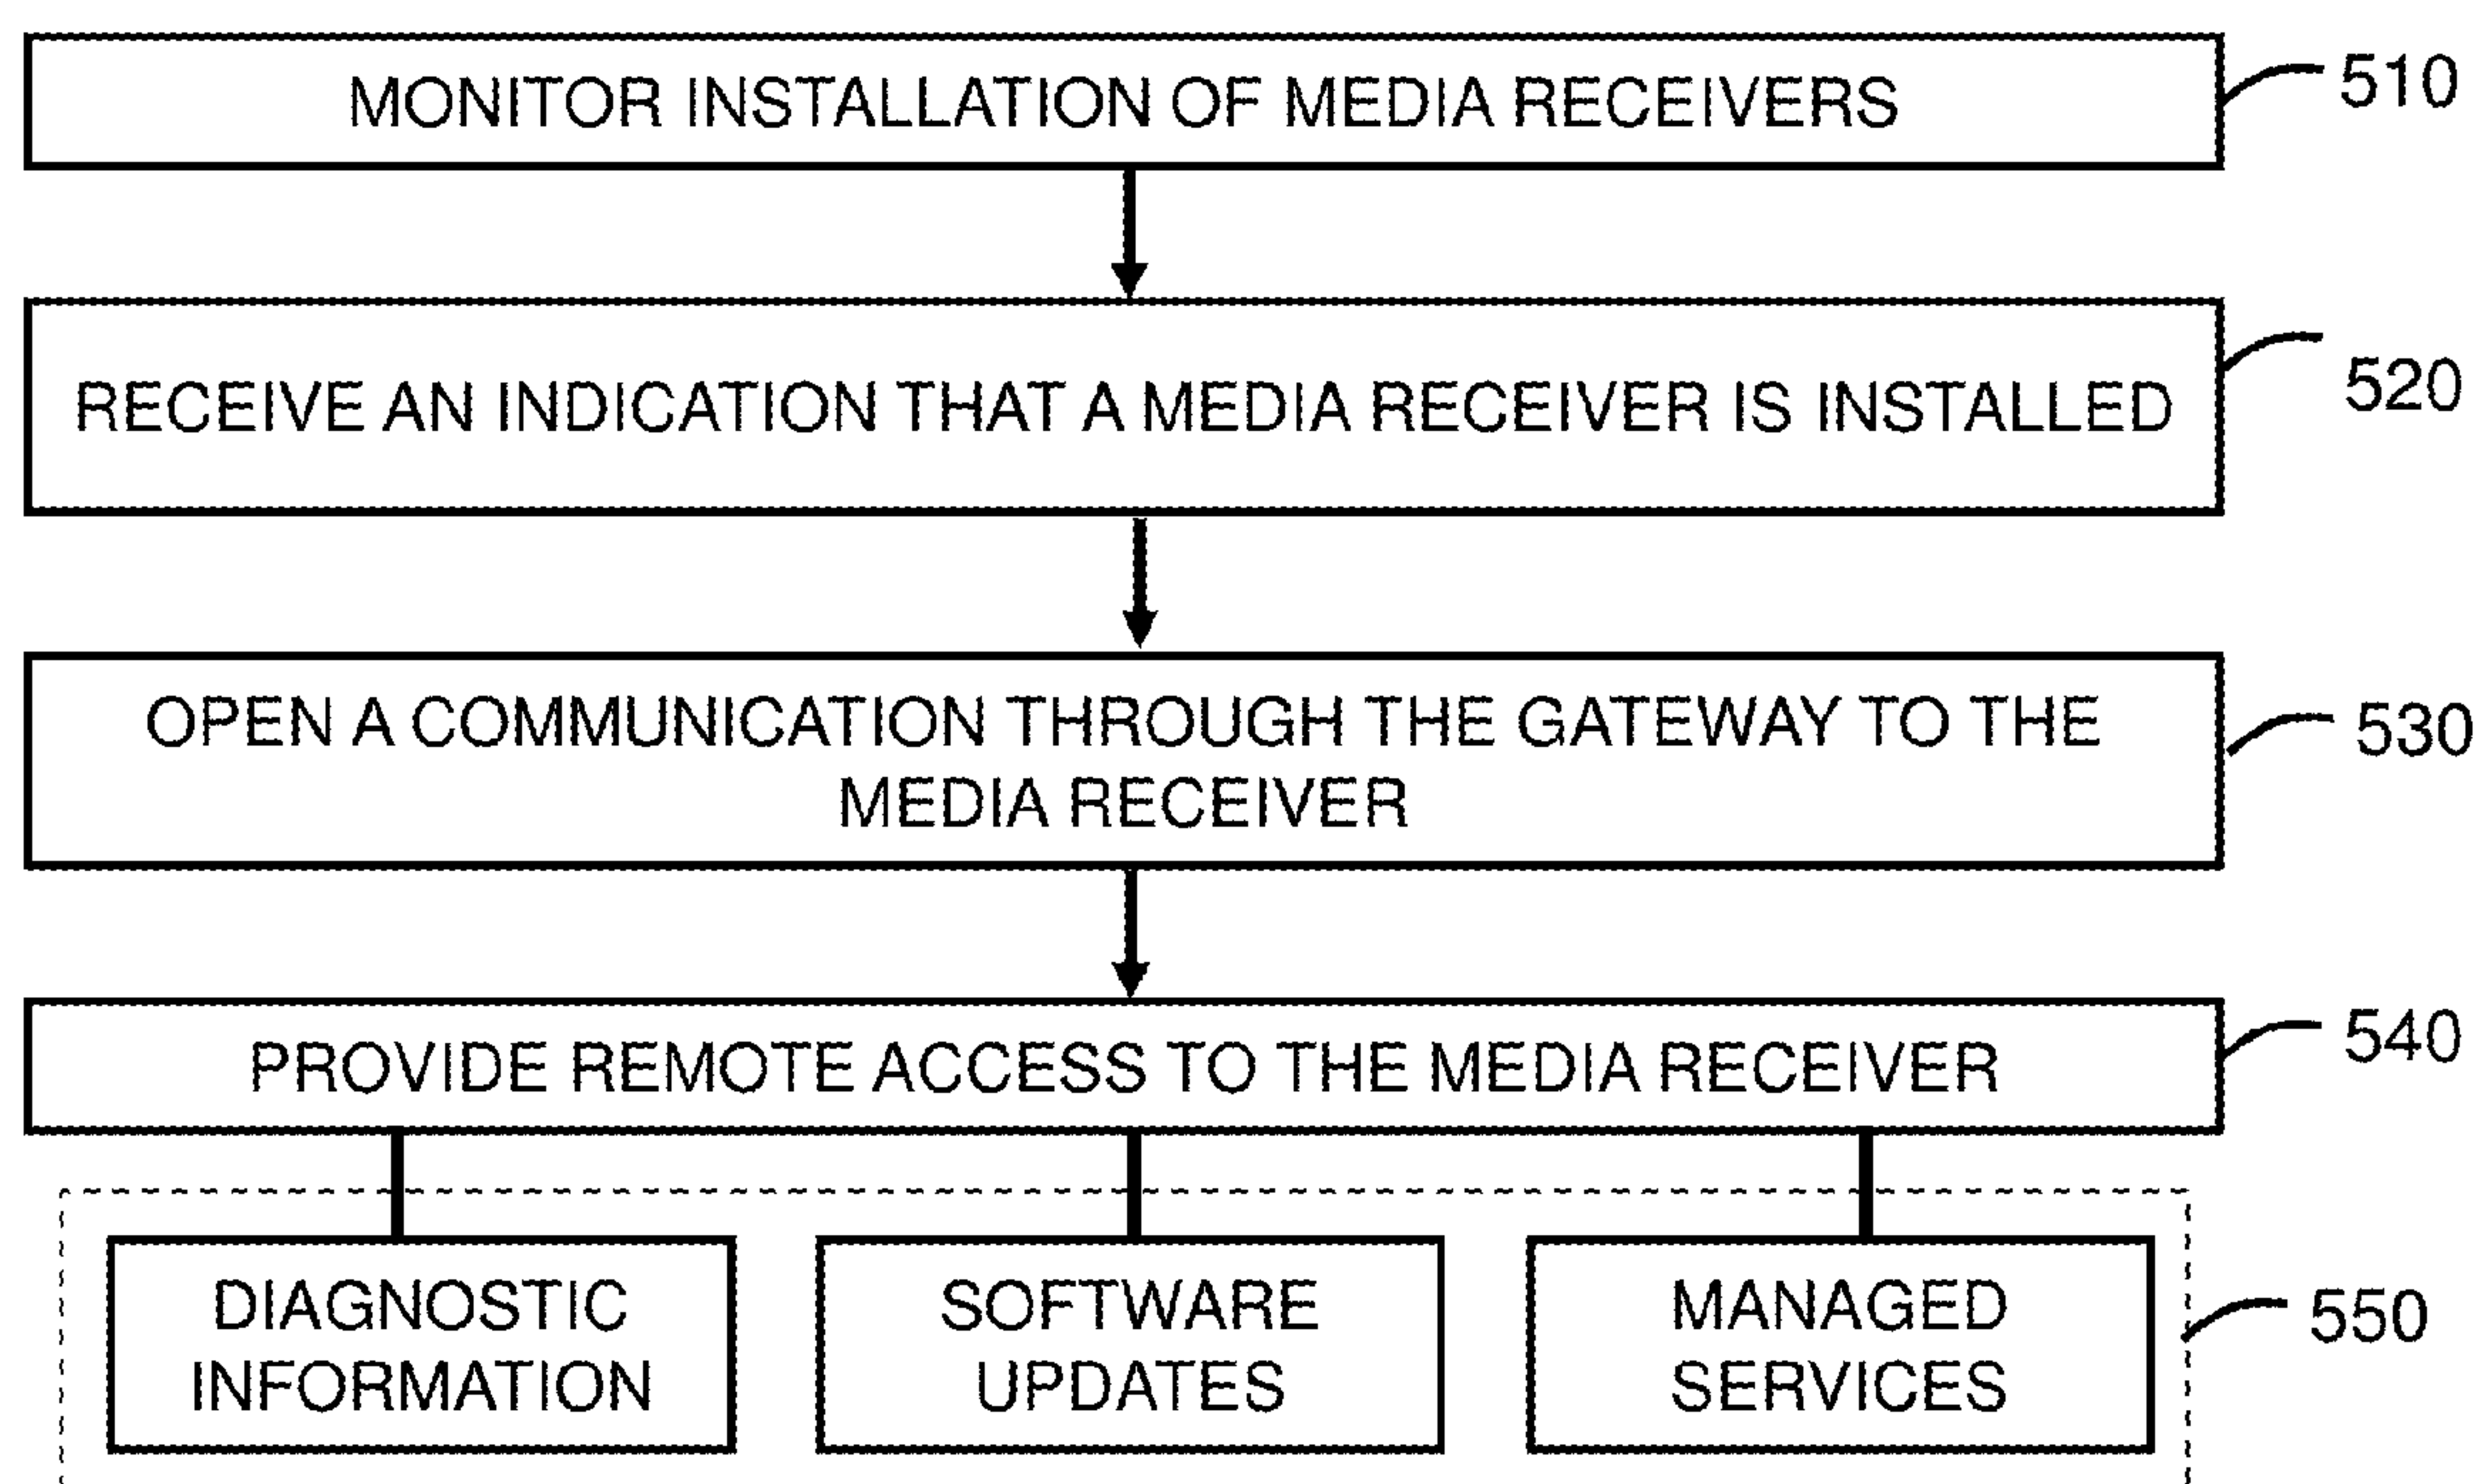 MONITOR INSTALLATION OF MEDIA RECEIVERS
510
RECEIVE AN INDICATION THAT A MEDIA RECEIVER IS INSTALLED
520
OPEN A COMMUNICATION THROUGH THE GATEWAY TO THE
MEDIA RECEIVER
530
PROVIDE REMOTE ACCESS TO THE MEDIA RECEIVER
540
DIAGNOSTIC
INFORMATION
SOFTWARE
UPDATES
MANAGED
SERVICES
550